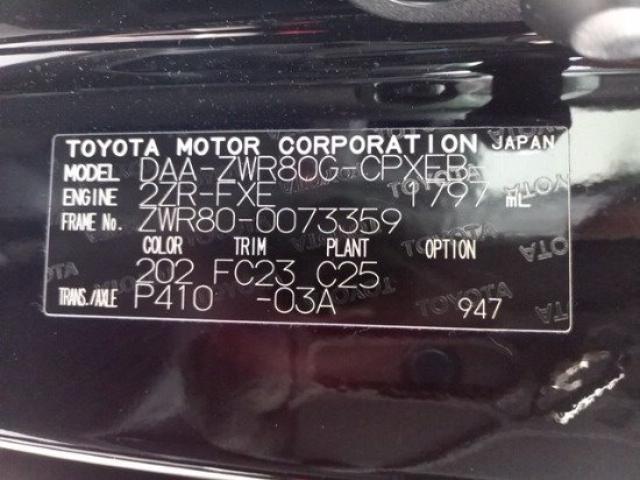 TOYOTA MOTOR CORPORATION JAPAN
MODEL DAA-ZWR80G-CPXEB
ENGINE 2ZR-FXE 1797 mL
FRAME No. ZWR80-0073359
COLOR TRIM PLANT OPTION
202 FC23 C25
TRANS./AXLE P410 -03A 947